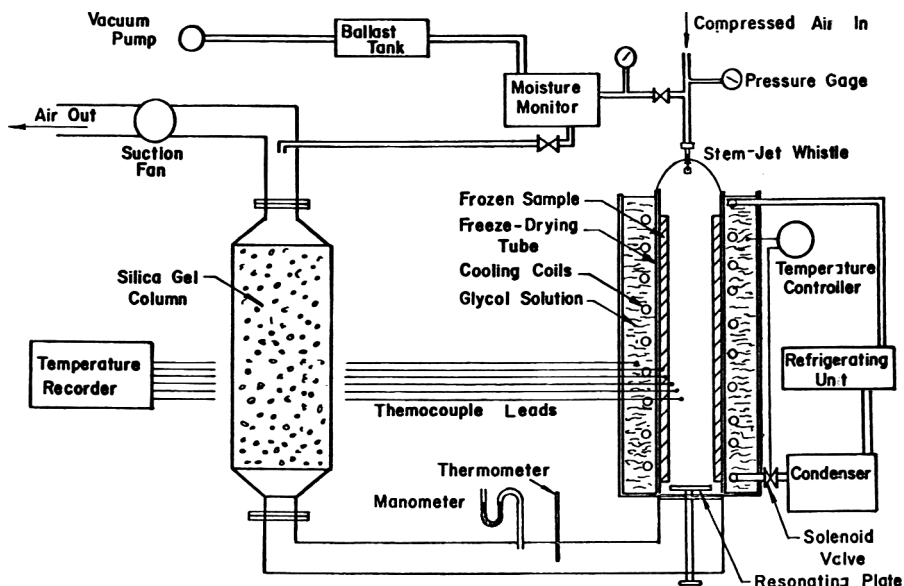 Vacuum
Pump
Ballast
Tank
Compressed Air In
Moisture
Monitor
Pressure Gage
Air Out
Suction
Fan
Stem-Jet Whistle
Frozen Sample
Freeze-Drying
Tube
Cooling Coils
Glycol Solution
Silica Gel
Column
Temperature
Controller
Temperature
Recorder
Refrigerating
Unit
Themocouple Leads
Thermometer
Manometer
Condenser
Solenoid
Valve
Resonating Plate